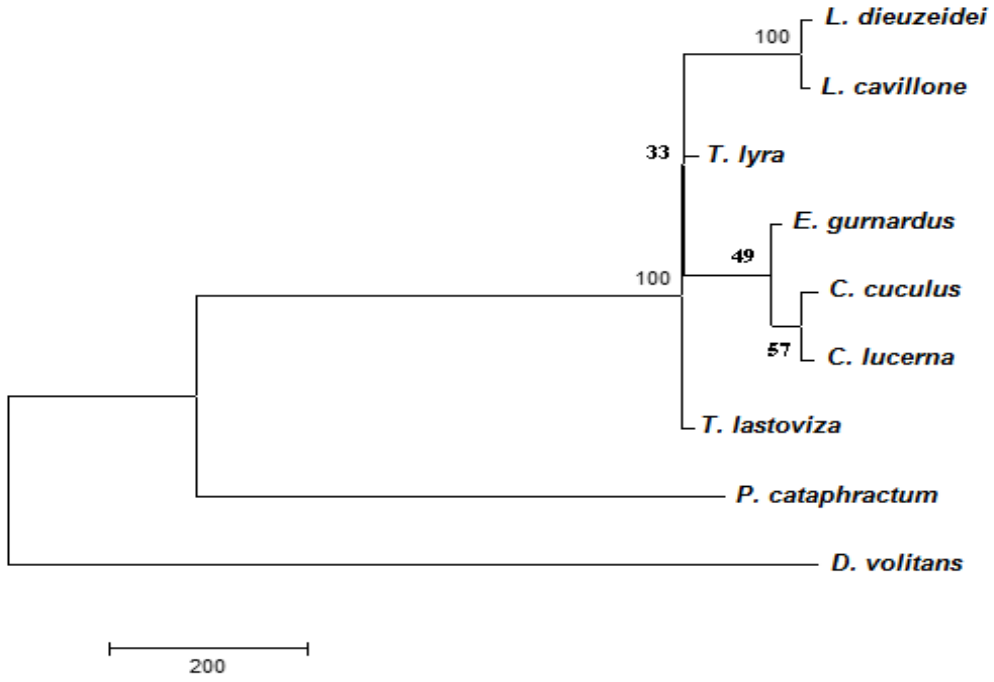 L. dieuzeidei
100
L. cavillone
33
T. lyra
E. gurnardus
49
100
C. cuculus
57
C. lucerna
T. lastoviza
P. cataphractum
D. volitans
200